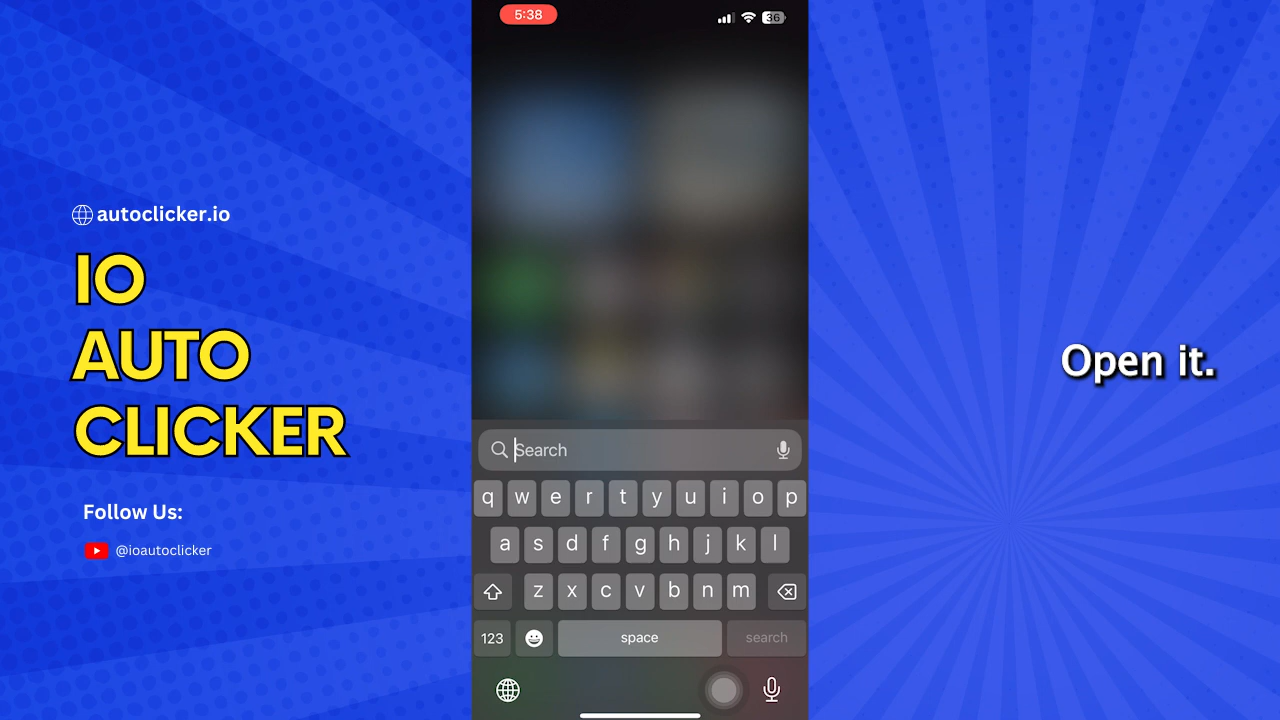 5:38
36
autoclicker.io
IO
AUTO
CLICKER
Follow Us:
@ioautoclicker
Open it.
Search
q w e r t y u i o p
a s d f g h j k l
z x c v b n m
123 space search